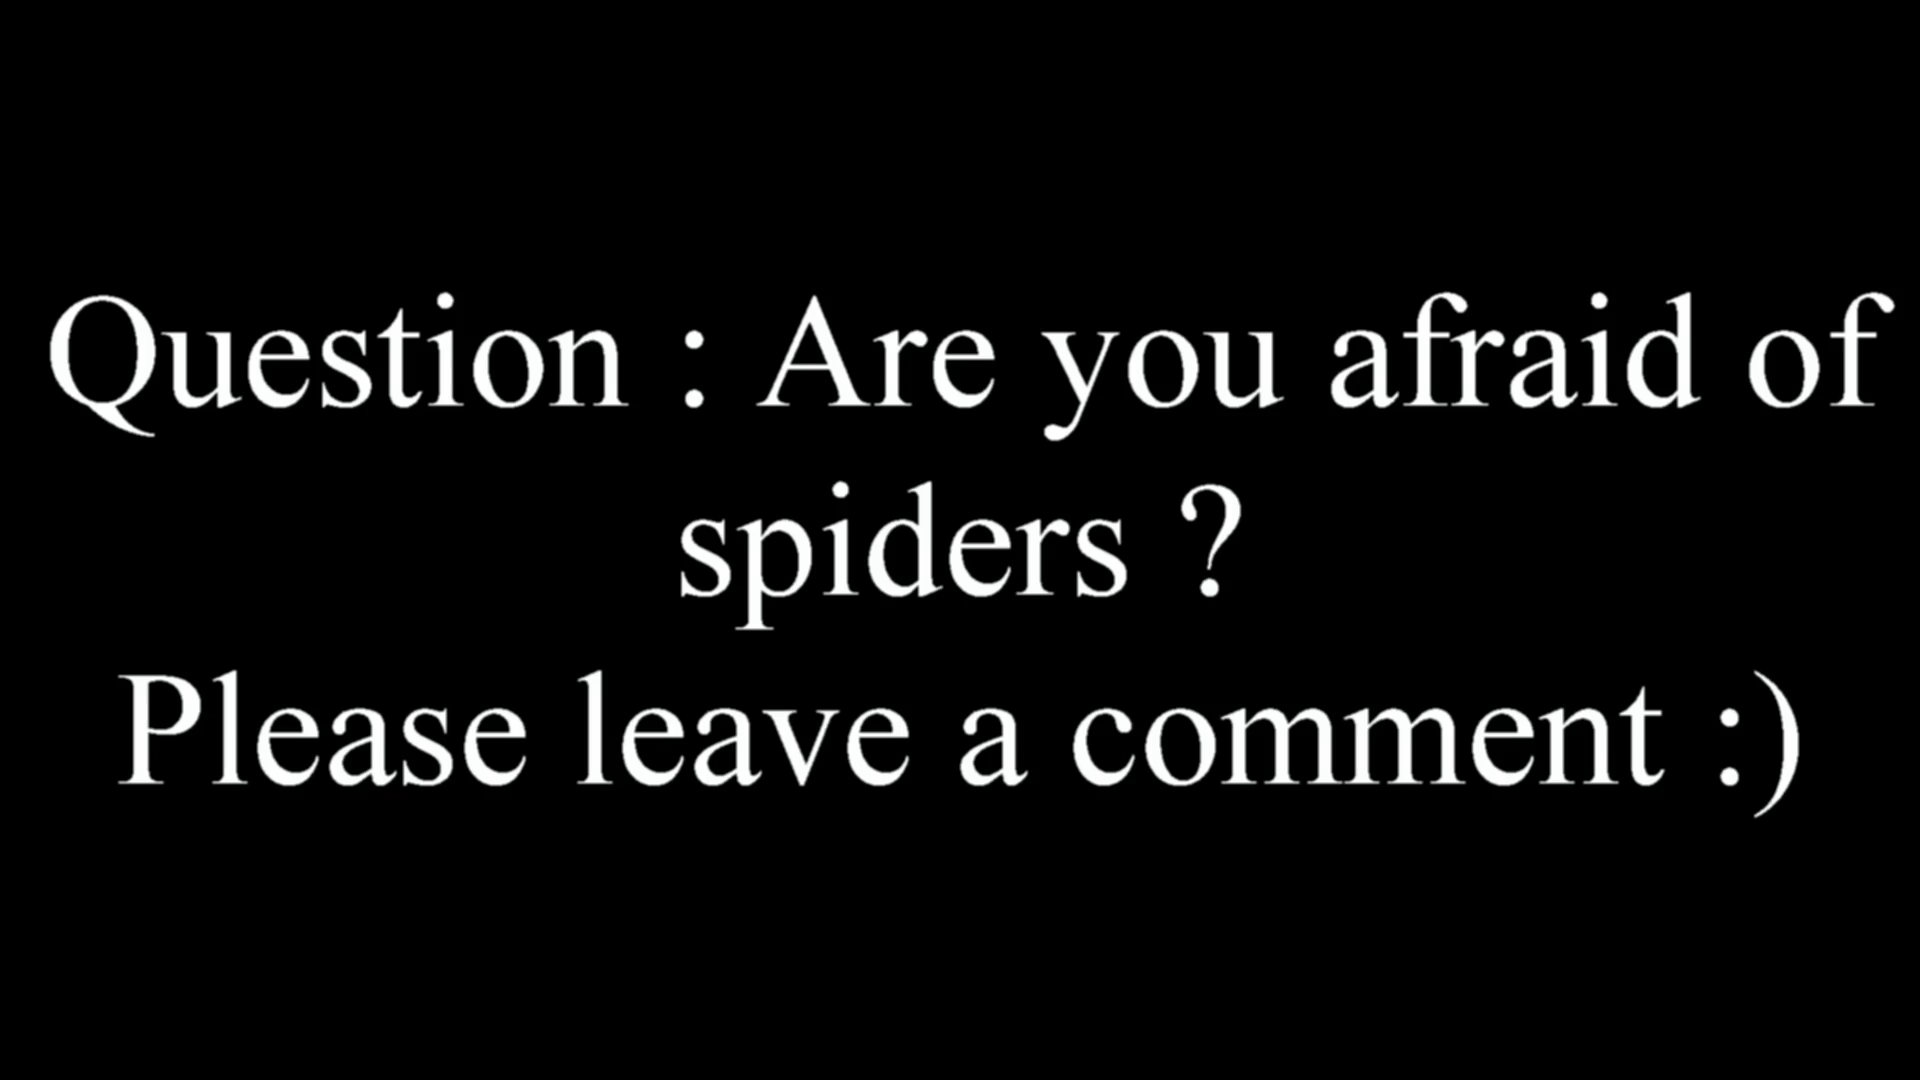 Question : Are you afraid of
spiders ?
Please leave a comment :)